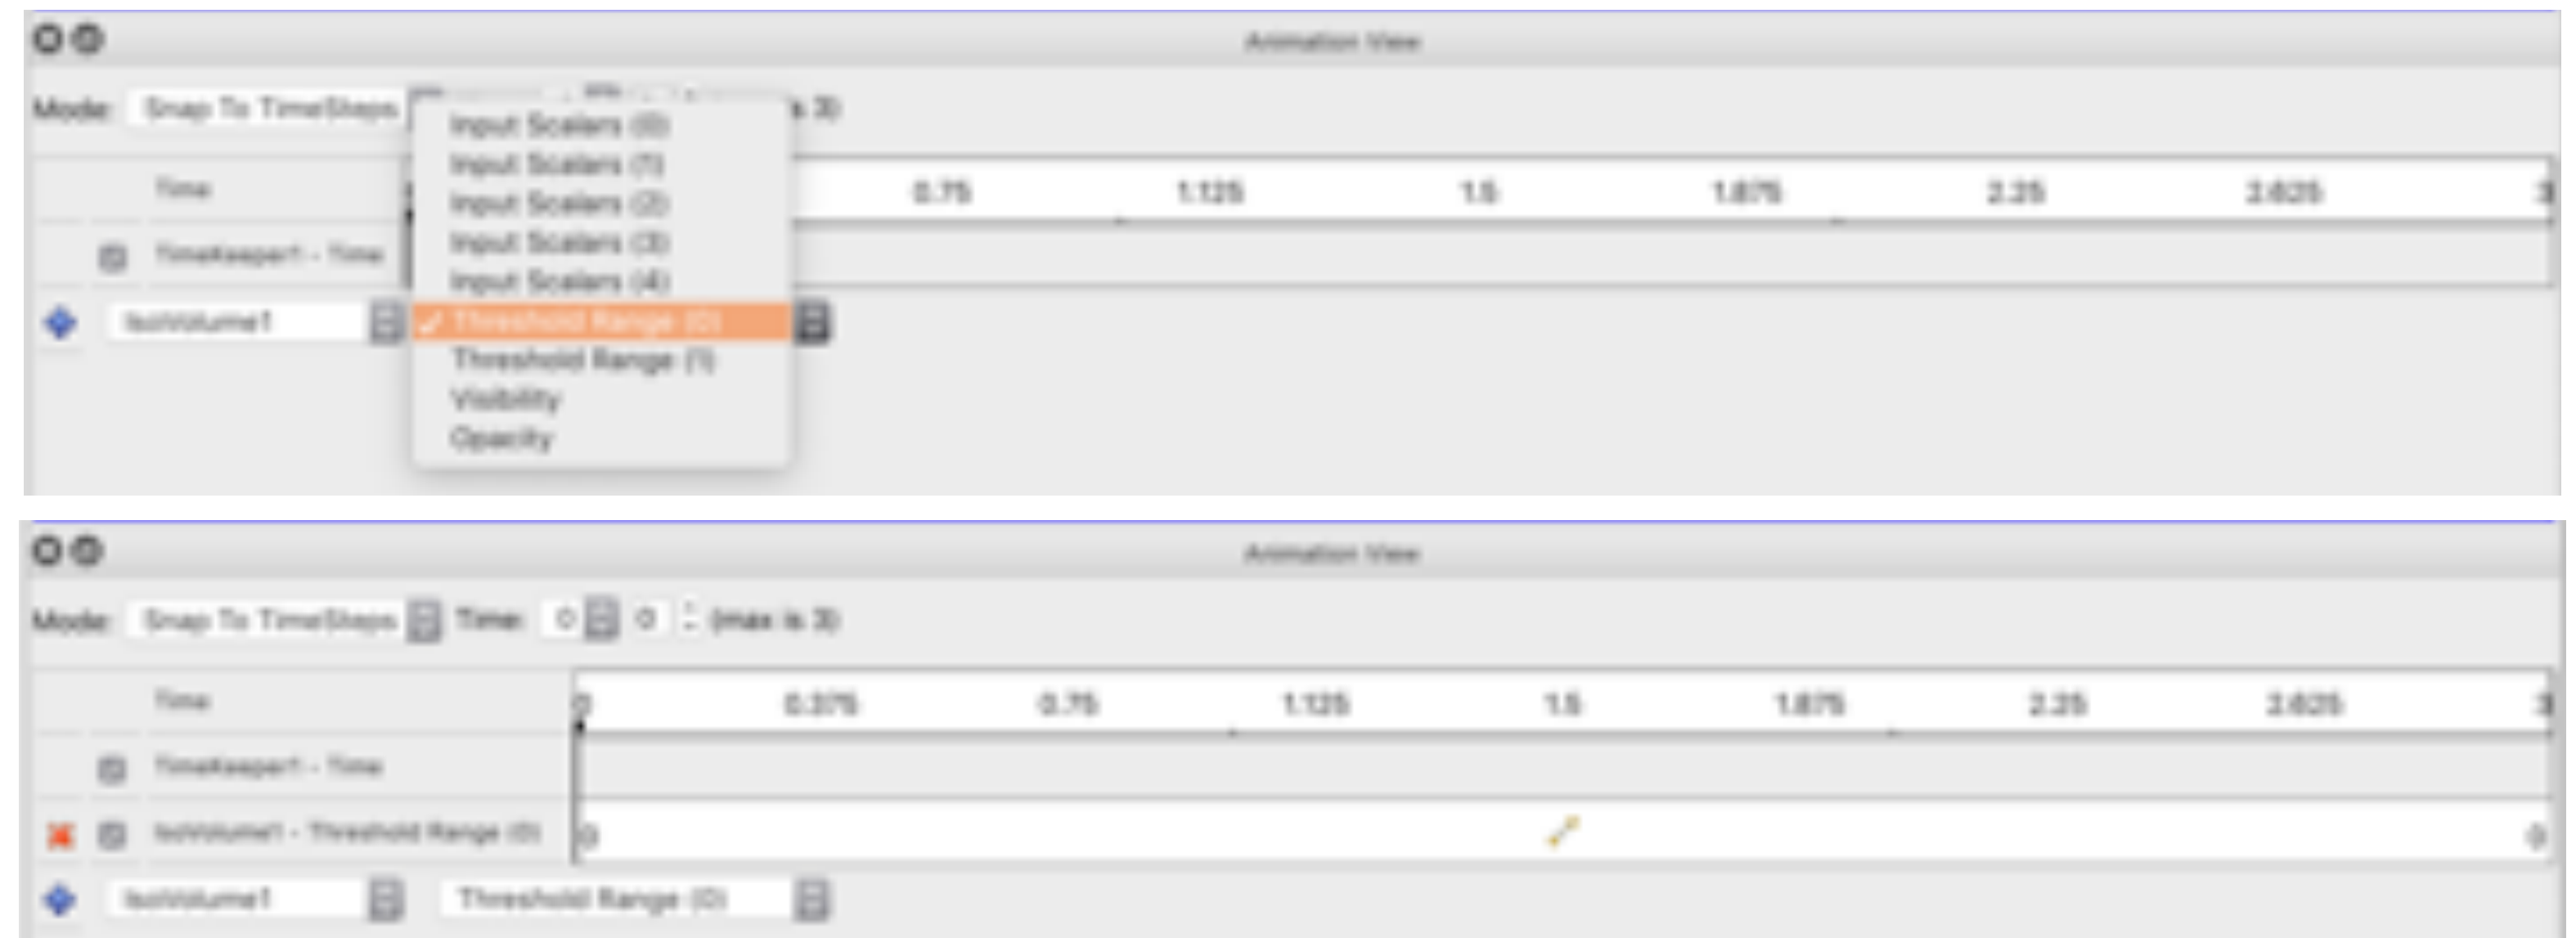 Animation View
Mode: Snap To TimeSteps s 3)
Input Scalars (0)
Input Scalars (1)
Input Scalars (2)
Input Scalars (3)
Input Scalars (4)
Threshold Range (0)
Threshold Range (1)
Visibility
Opacity
Time 0.75 1.125 1.5 1.875 2.25 2.625 3
TimeKeeper1 - Time
IsoVolume1
Animation View
Mode: Snap To TimeSteps Time: 0 0 (max is 3)
Time 0 0.375 0.75 1.125 1.5 1.875 2.25 2.625 3
TimeKeeper1 - Time
IsoVolume1 - Threshold Range (0) 0 0
IsoVolume1 Threshold Range (0)